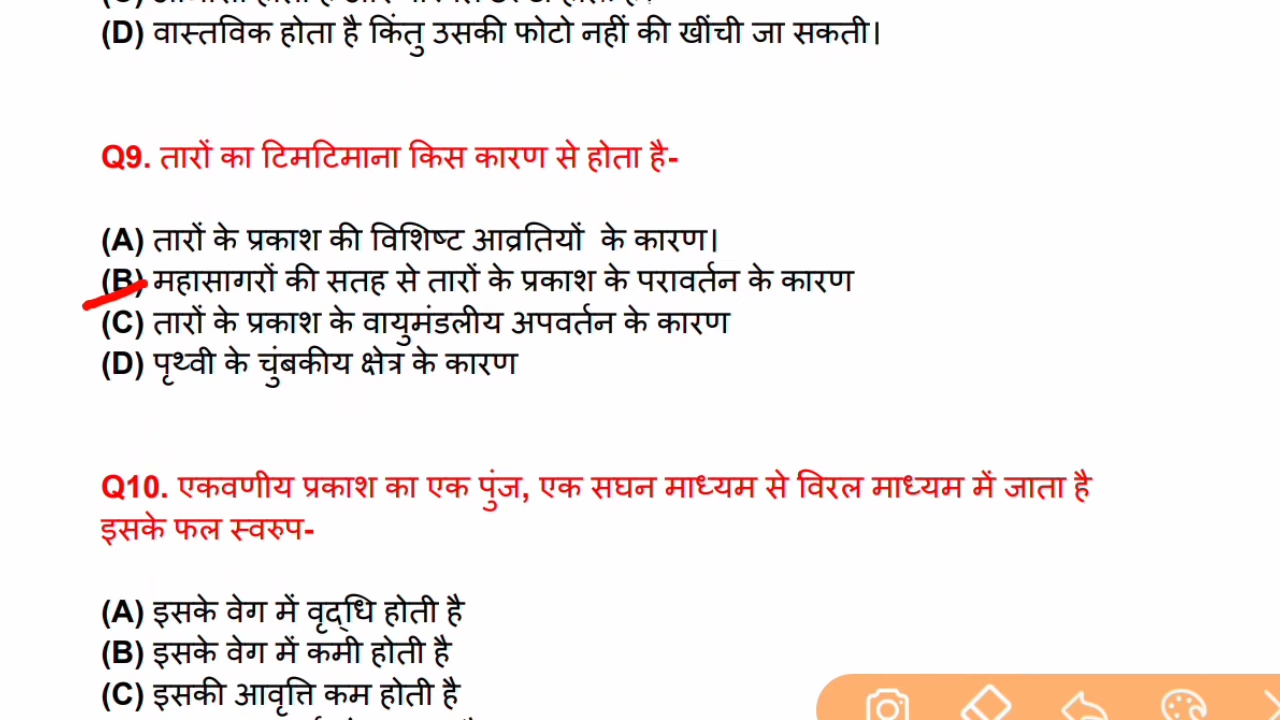 (D) वास्तविक होता है किंतु उसकी फोटो नहीं की खींची जा सकती।
Q9. तारों का टिमटिमाना किस कारण से होता है-
(A) तारों के प्रकाश की विशिष्ट आव्रतियों के कारण।
(B) महासागरों की सतह से तारों के प्रकाश के परावर्तन के कारण
(C) तारों के प्रकाश के वायुमंडलीय अपवर्तन के कारण
(D) पृथ्वी के चुंबकीय क्षेत्र के कारण
Q10. एकवणीय प्रकाश का एक पुंज, एक सघन माध्यम से विरल माध्यम में जाता है
इसके फल स्वरुप-
(A) इसके वेग में वृद्धि होती है
(B) इसके वेग में कमी होती है
(C) इसकी आवृत्ति कम होती है